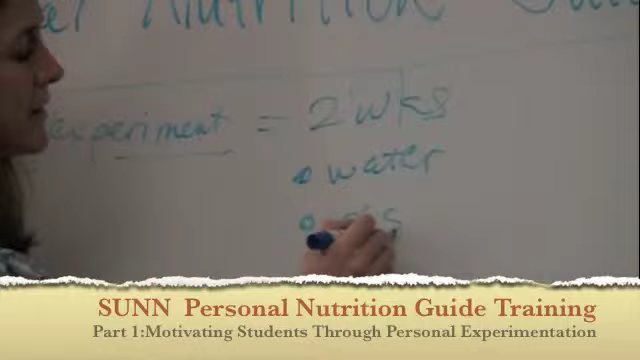 Nutrition
experiment = 2 wks
• water
SUNN Personal Nutrition Guide Training
Part 1:Motivating Students Through Personal Experimentation